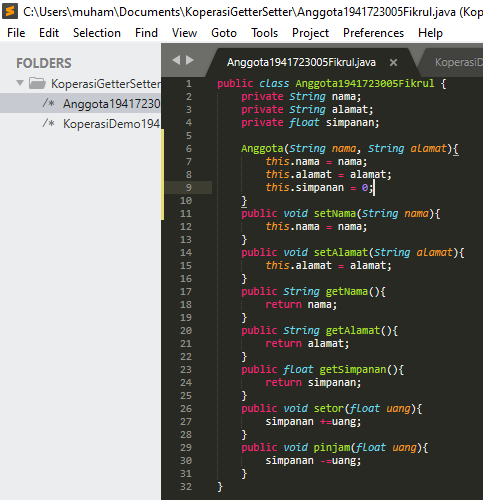 C:\Users\muham\Documents\KoperasiGetterSetter\Anggota1941723005Fikrul.java (Kope
File Edit Selection Find View Goto Tools Project Preferences Help
FOLDERS
KoperasiGetterSetter
/* Anggota19417230
/* KoperasiDemo194
Anggota1941723005Fikrul.java × KoperasiD
1 public class Anggota1941723005Fikrul {
2 private String nama;
3 private String alamat;
4 private float simpanan;
5
6 Anggota(String nama, String alamat){
7 this.nama = nama;
8 this.alamat = alamat;
9 this.simpanan = 0;
10 }
11 public void setNama(String nama){
12 this.nama = nama;
13 }
14 public void setAlamat(String alamat){
15 this.alamat = alamat;
16 }
17 public String getNama(){
18 return nama;
19 }
20 public String getAlamat(){
21 return alamat;
22 }
23 public float getSimpanan(){
24 return simpanan;
25 }
26 public void setor(float uang){
27 simpanan +=uang;
28 }
29 public void pinjam(float uang){
30 simpanan -=uang;
31 }
32 }